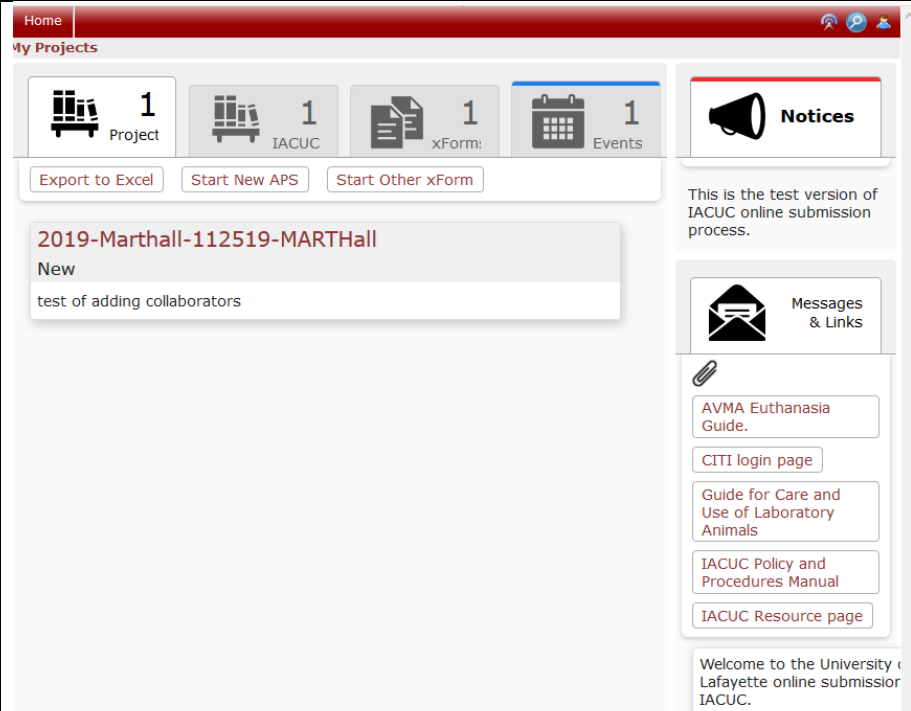 Home
My Projects
1
Project
1
IACUC
1
xForm
1
Events
Export to Excel
Start New APS
Start Other xForm
2019-Marthall-112519-MARTHall
New
test of adding collaborators
Notices
This is the test version of
IACUC online submission
process.
Messages
& Links
AVMA Euthanasia
Guide.
CITI login page
Guide for Care and
Use of Laboratory
Animals
IACUC Policy and
Procedures Manual
IACUC Resource page
Welcome to the University
Lafayette online submission
IACUC.